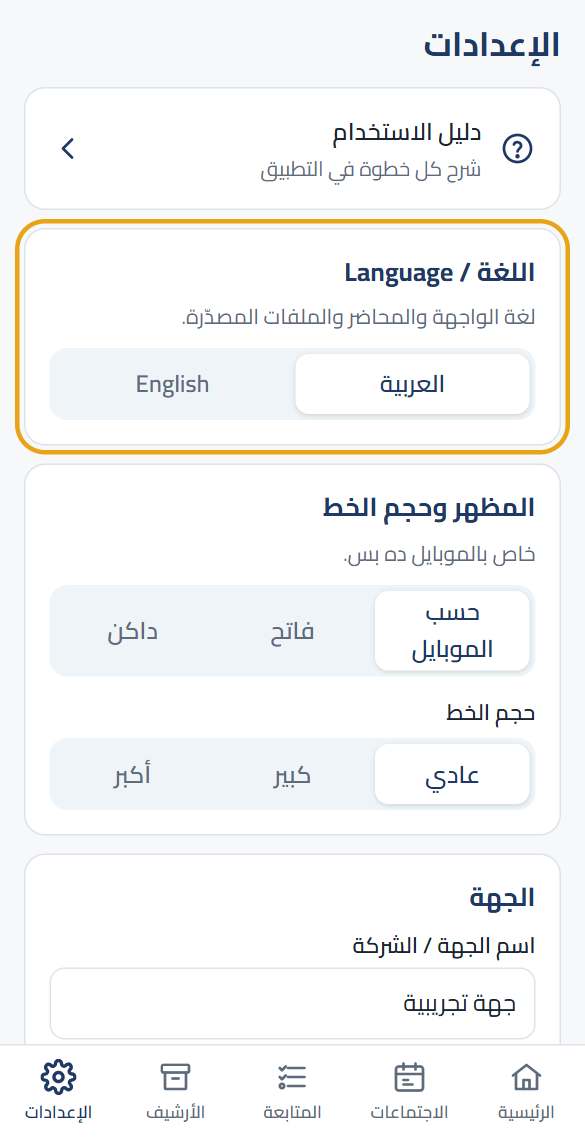 الإعدادات
دليل الاستخدام
شرح كل خطوة في التطبيق
اللغة / Language
لغة الواجهة والمحاضر والملفات المصدّرة.
العربية
English
المظهر وحجم الخط
خاص بالموبايل ده بس.
حسب
الموبايل
فاتح
داكن
حجم الخط
عادي
كبير
أكبر
الجهة
اسم الجهة / الشركة
جهة تجريبية
الرئيسية
الاجتماعات
المتابعة
الأرشيف
الإعدادات